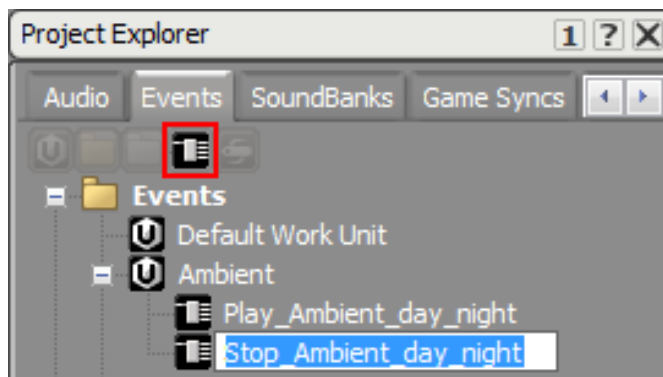 Project Explorer 1 ? X
Audio Events SoundBanks Game Syncs
Events
Default Work Unit
Ambient
Play_Ambient_day_night
Stop_Ambient_day_night